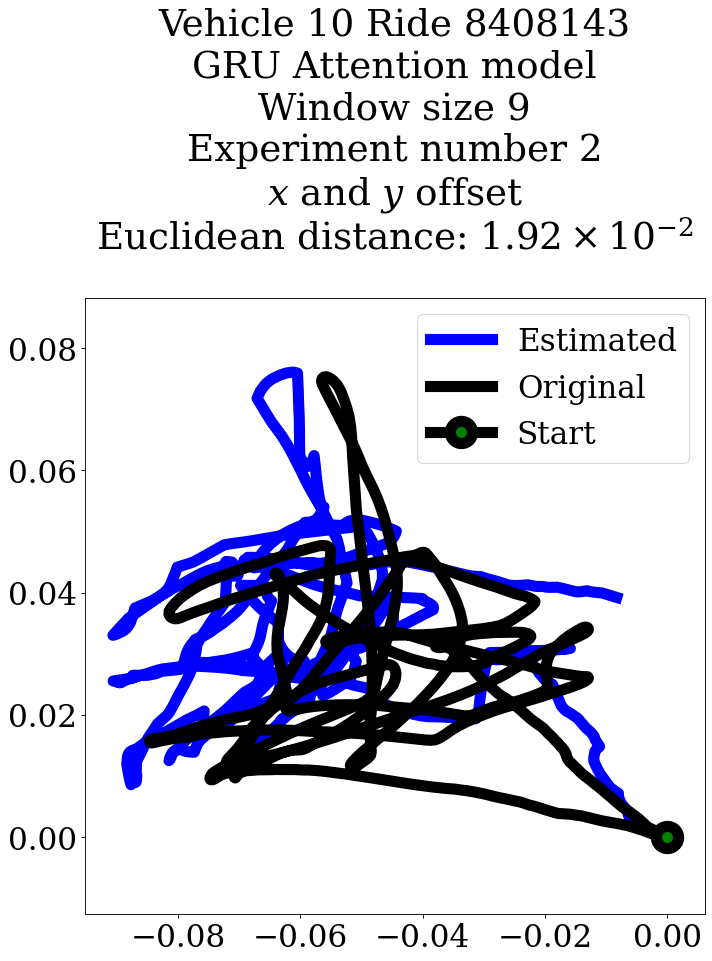 Vehicle 10 Ride 8408143
GRU Attention model
Window size 9
Experiment number 2
x and y offset
Euclidean distance: 1.92 × 10⁻²
Estimated
Original
Start
0.08
0.06
0.04
0.02
0.00
−0.08 −0.06 −0.04 −0.02 0.00